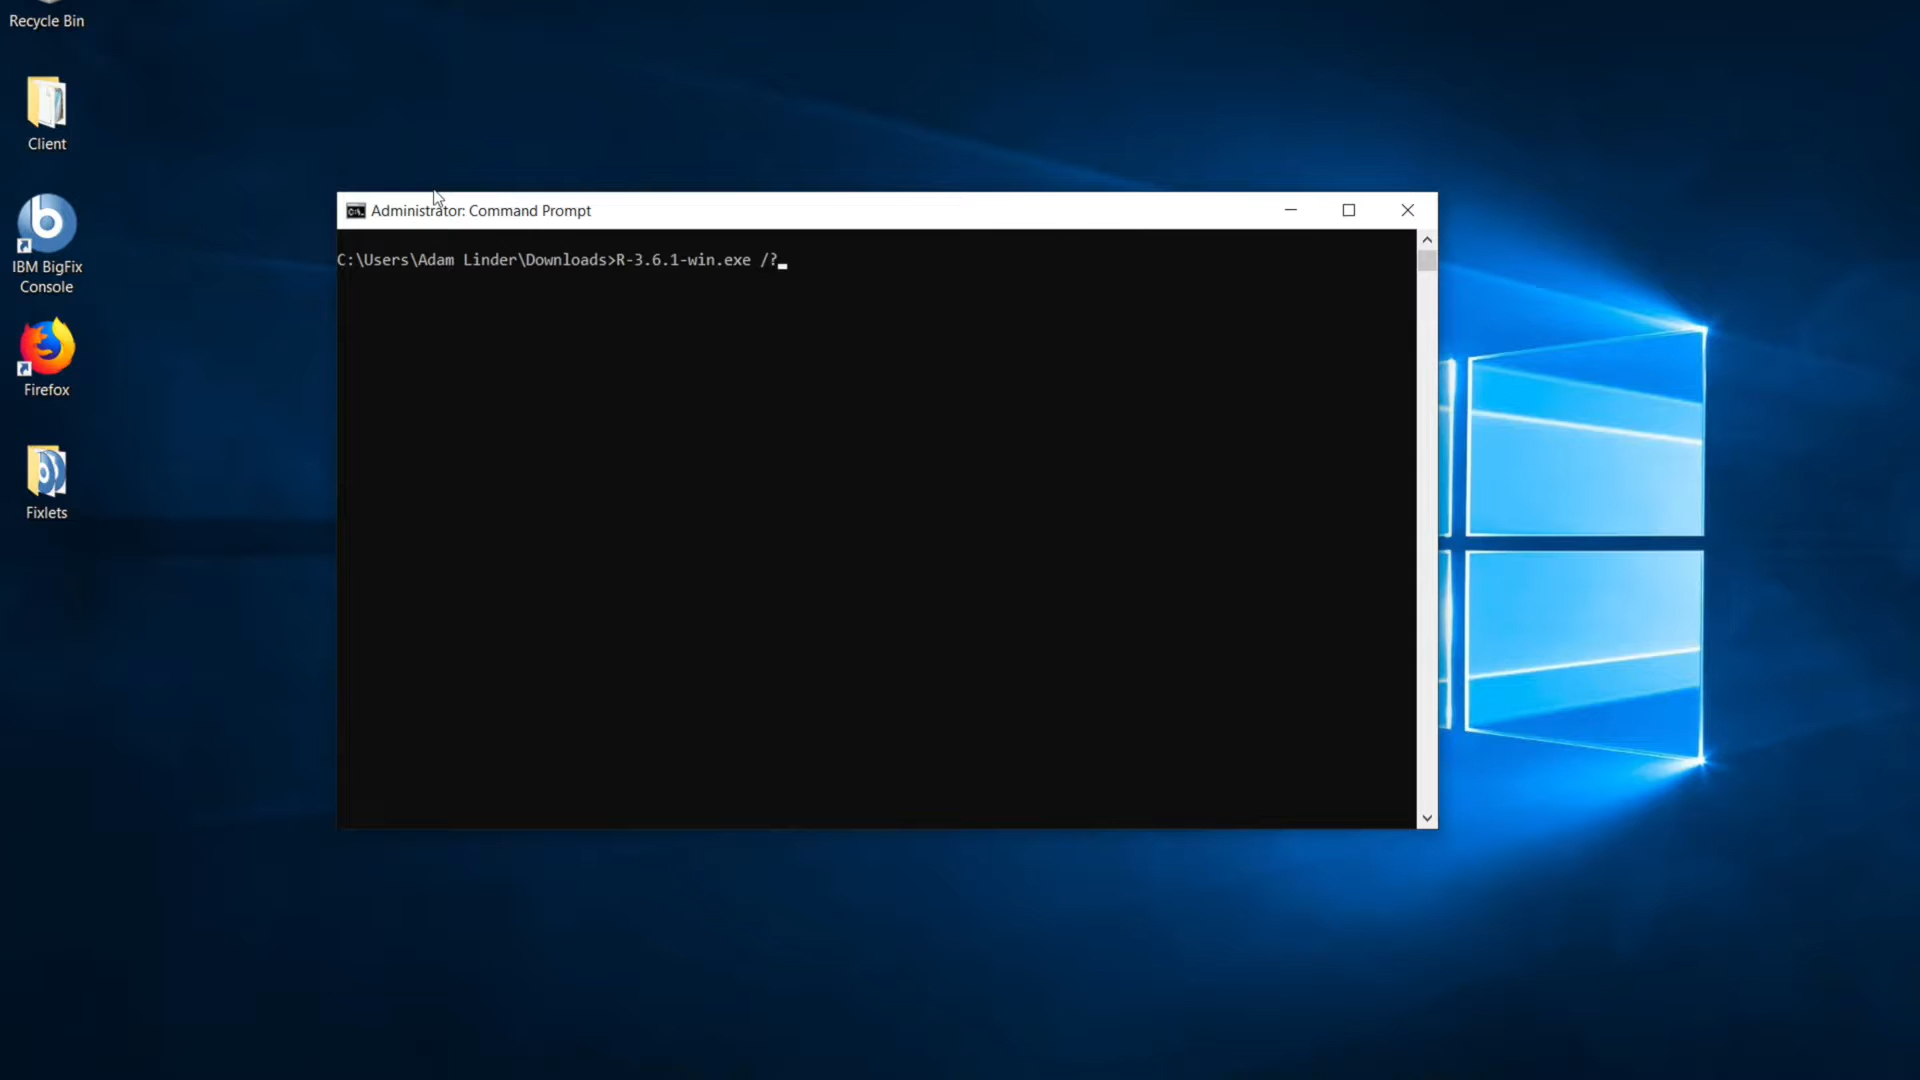 Recycle Bin
Client
IBM BigFix
Console
Firefox
Fixlets
Administrator: Command Prompt
C:\Users\Adam Linder\Downloads>R-3.6.1-win.exe /?